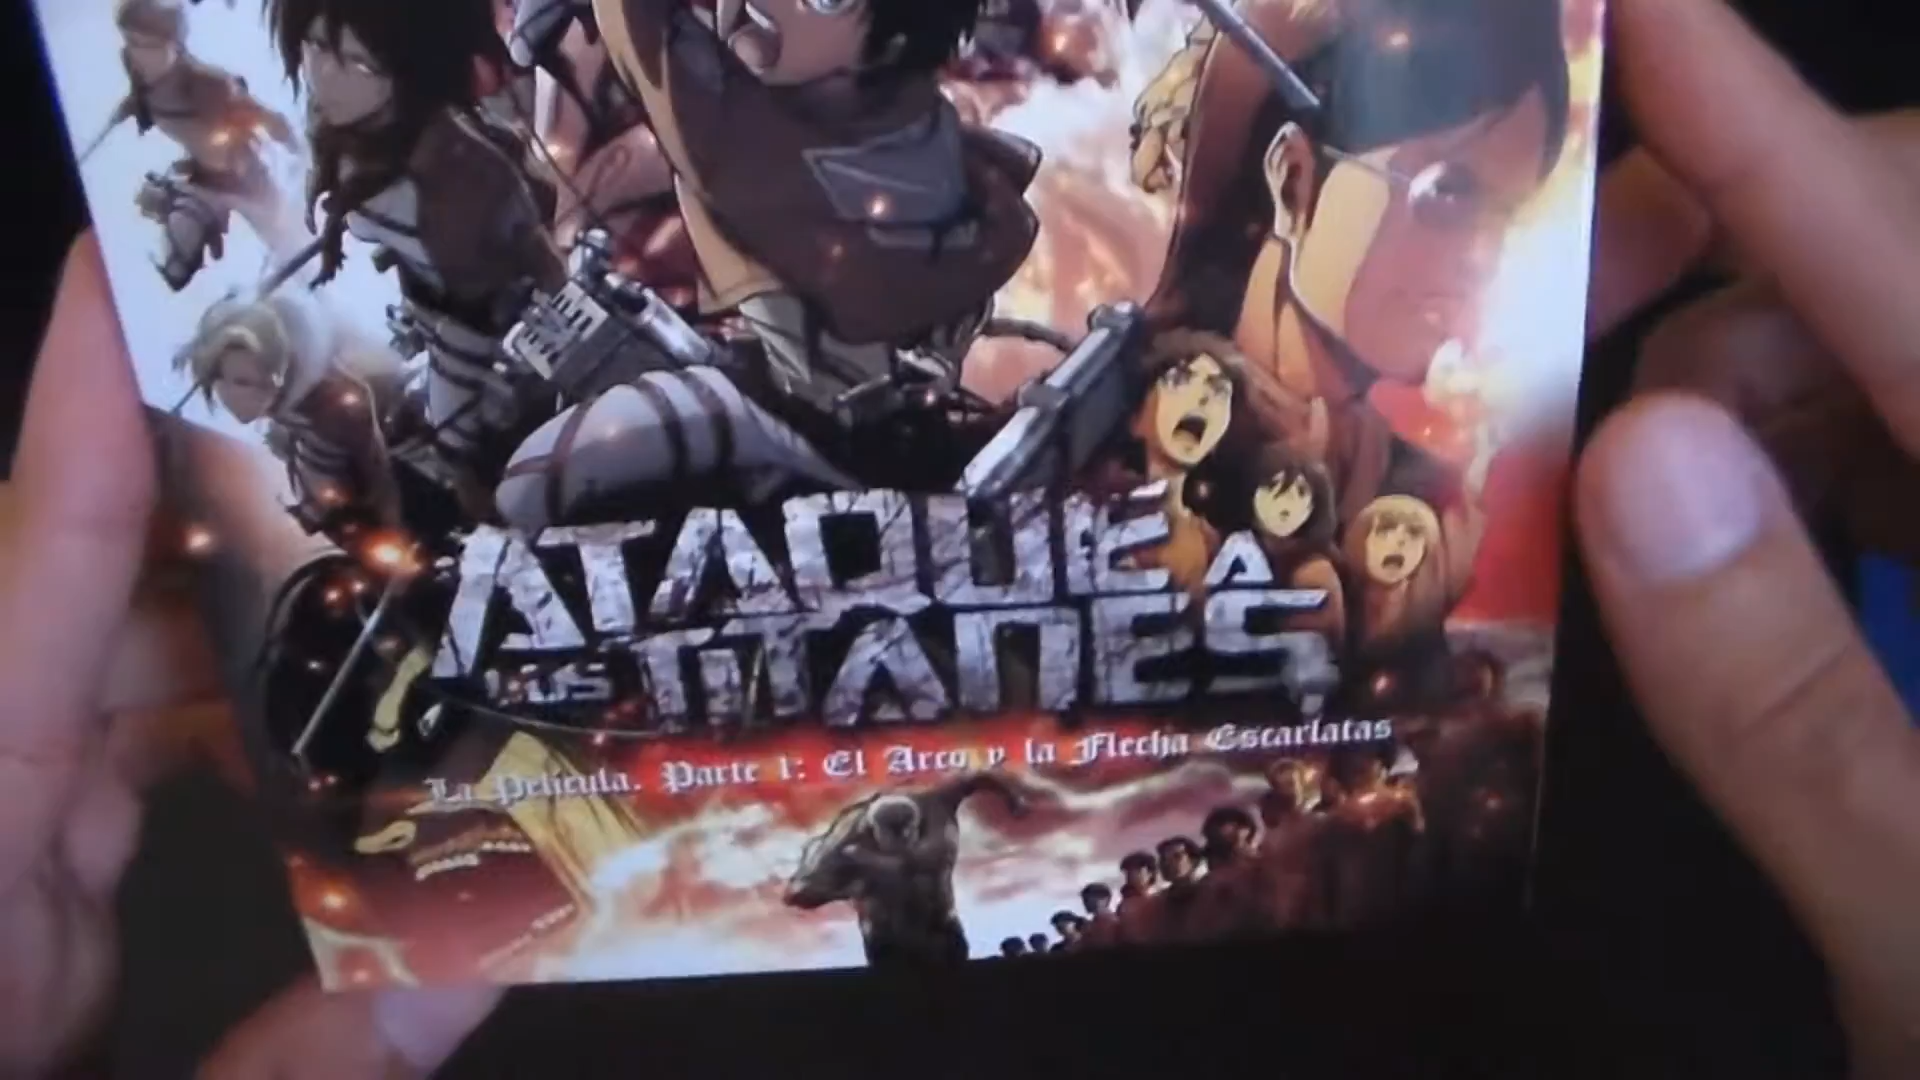 ATAQUE A
LOS TITANES
La Película. Parte 1: El Arco y la Flecha Escarlatas